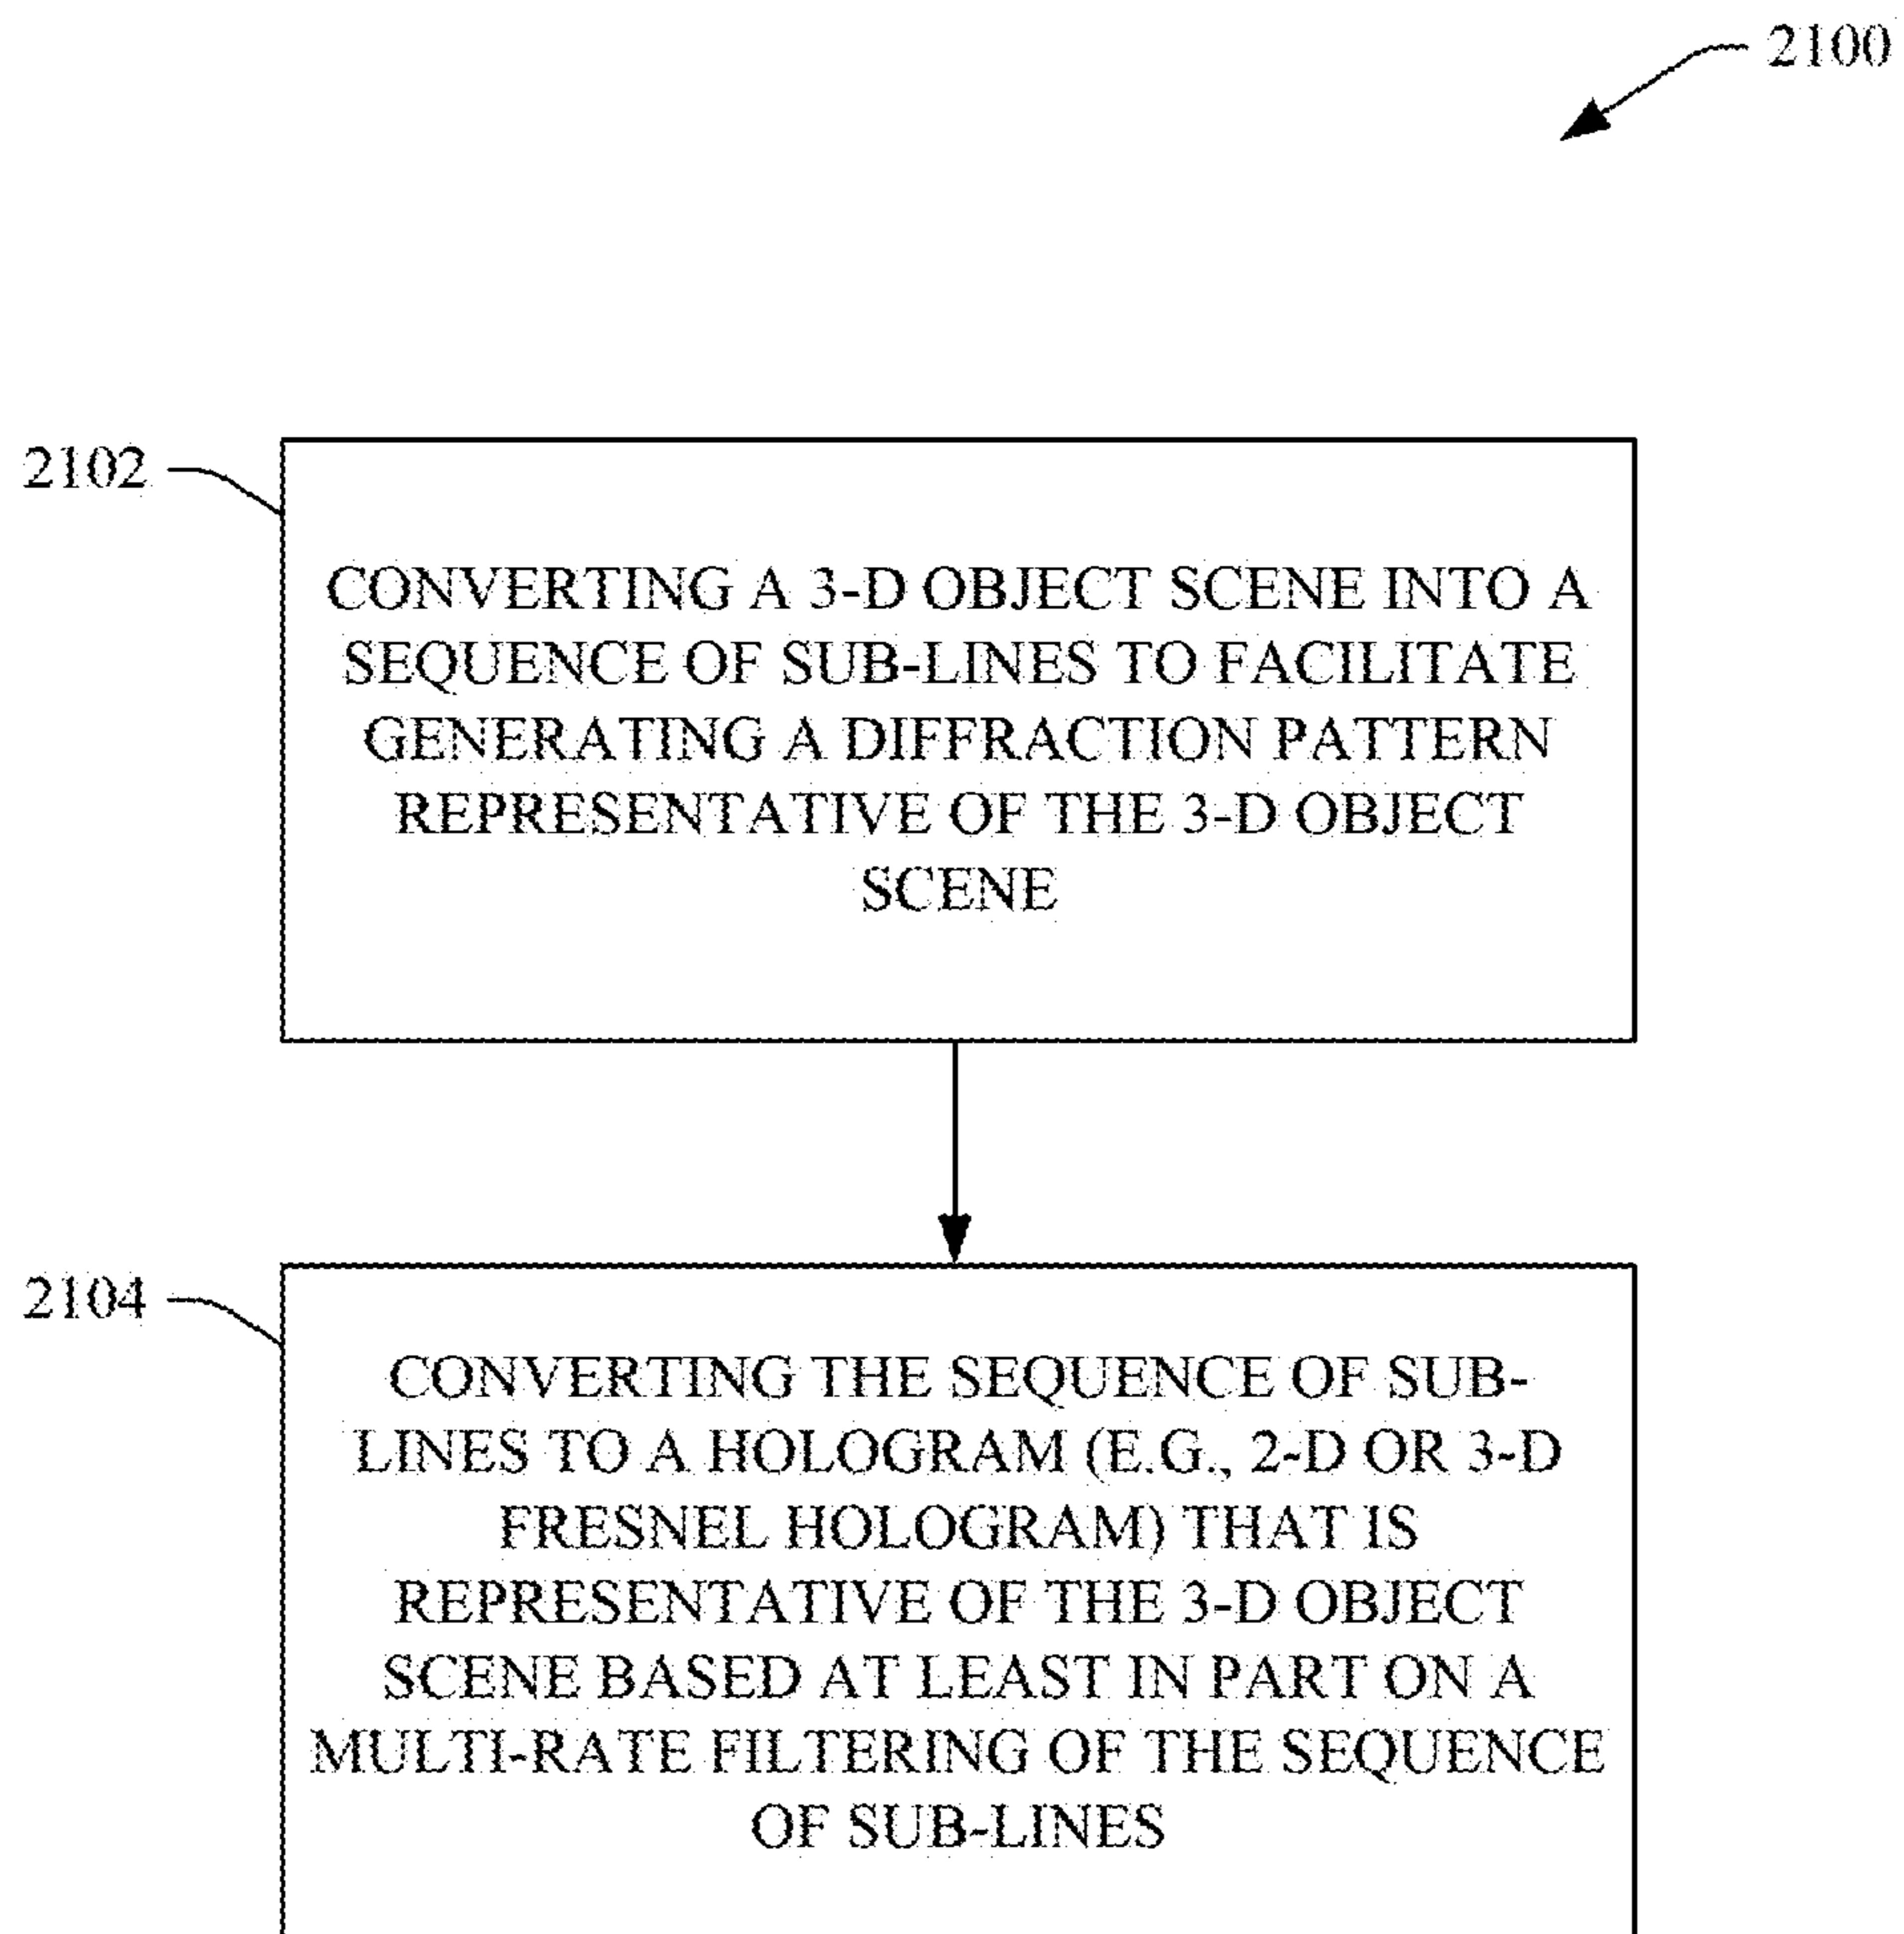 2100
2102
CONVERTING A 3-D OBJECT SCENE INTO A
SEQUENCE OF SUB-LINES TO FACILITATE
GENERATING A DIFFRACTION PATTERN
REPRESENTATIVE OF THE 3-D OBJECT
SCENE
2104
CONVERTING THE SEQUENCE OF SUB-
LINES TO A HOLOGRAM (E.G., 2-D OR 3-D
FRESNEL HOLOGRAM) THAT IS
REPRESENTATIVE OF THE 3-D OBJECT
SCENE BASED AT LEAST IN PART ON A
MULTI-RATE FILTERING OF THE SEQUENCE
OF SUB-LINES